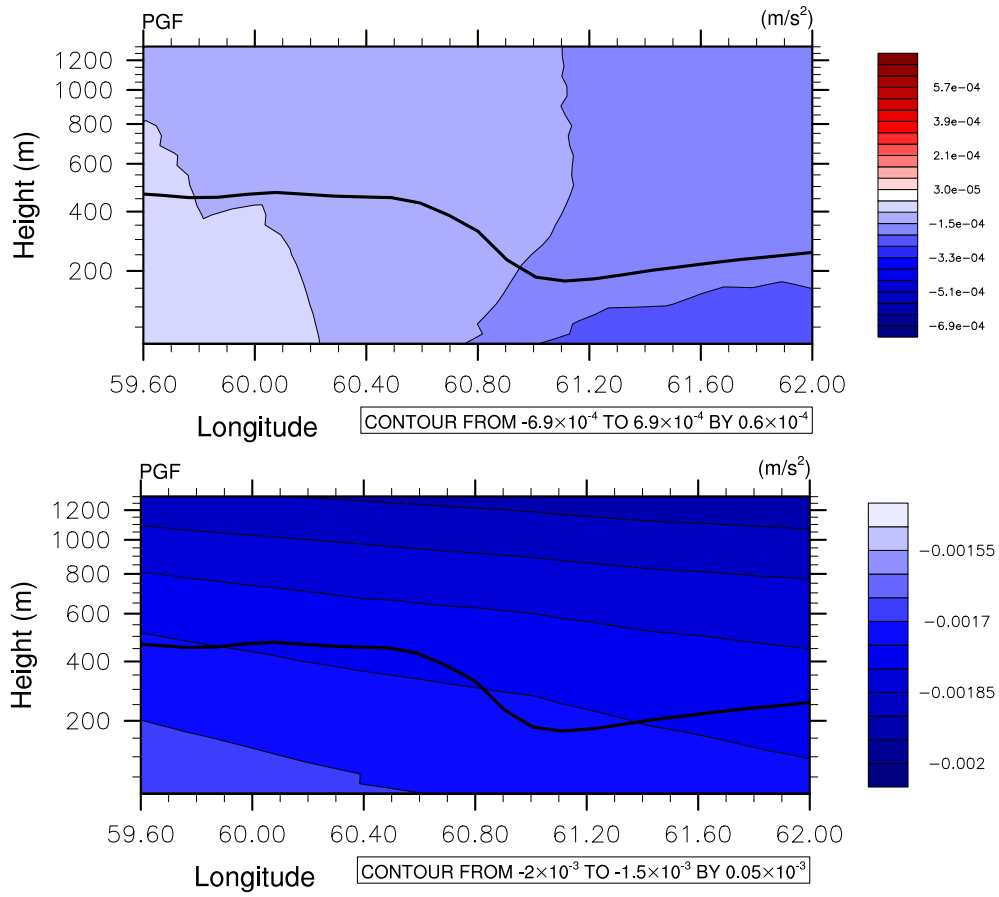 PGF (m/s²)
Height (m)
1200
1000
800
600
400
200
59.60 60.00 60.40 60.80 61.20 61.60 62.00
Longitude
CONTOUR FROM -6.9×10⁻⁴ TO 6.9×10⁻⁴ BY 0.6×10⁻⁴
5.7e−04
3.9e−04
2.1e−04
3.0e−05
−1.5e−04
−3.3e−04
−5.1e−04
−6.9e−04
PGF (m/s²)
Height (m)
1200
1000
800
600
400
200
59.60 60.00 60.40 60.80 61.20 61.60 62.00
Longitude
CONTOUR FROM -2×10⁻³ TO -1.5×10⁻³ BY 0.05×10⁻³
−0.00155
−0.0017
−0.00185
−0.002